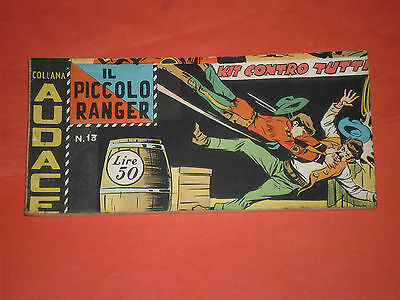 COLLANA
AUDACE
IL
PICCOLO
RANGER
N.13
Lire
50
KIT CONTRO TUTTI